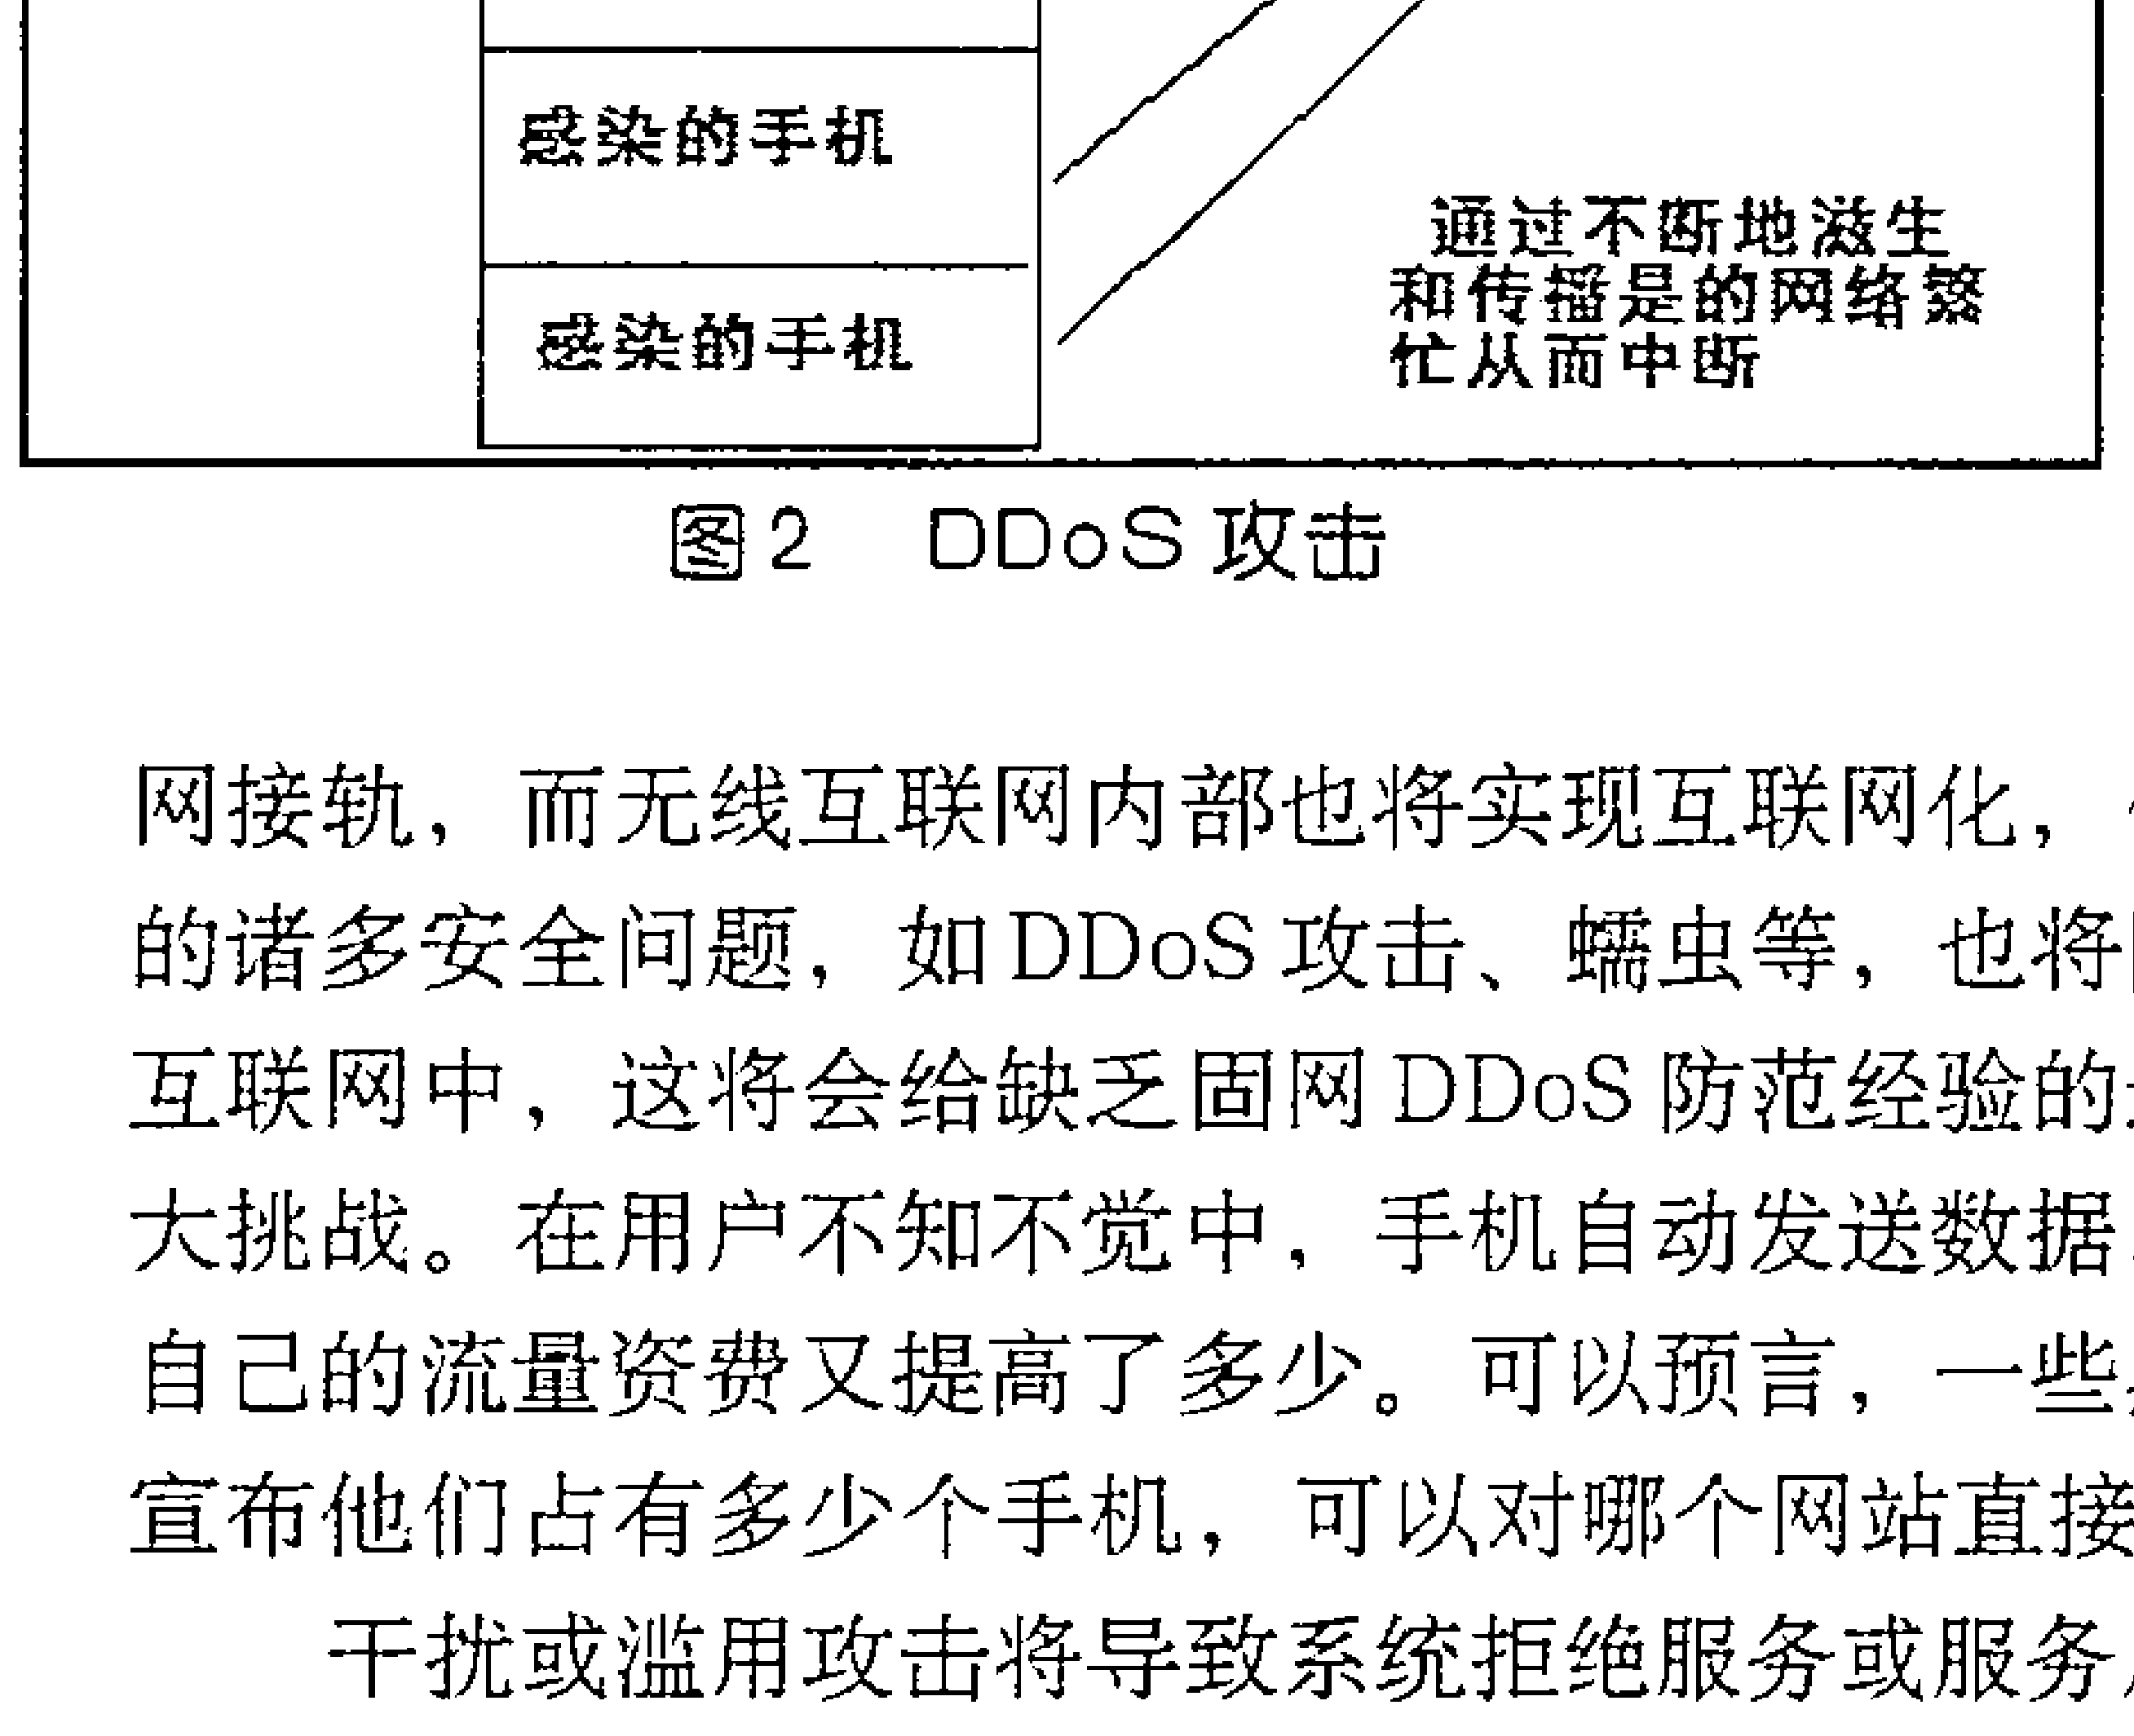 感染的手机
感染的手机
通过不断地滋生
和传播是的网络繁
忙从而中断
图2 DDoS攻击
网接轨，而无线互联网内部也将实现互联网化，
的诸多安全问题，如DDoS攻击、蠕虫等，也将
互联网中，这将会给缺乏固网DDoS防范经验的
大挑战。在用户不知不觉中，手机自动发送数据
自己的流量资费又提高了多少。可以预言，一些
宣布他们占有多少个手机，可以对哪个网站直接
干扰或滥用攻击将导致系统拒绝服务或服务